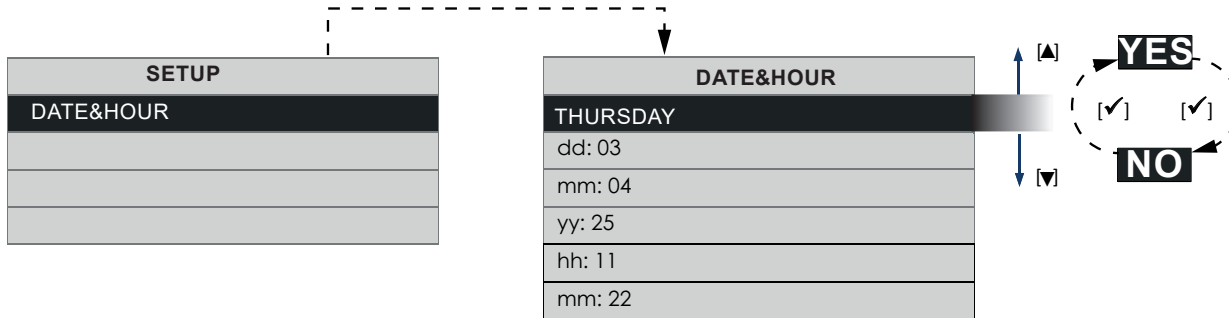 SETUP
DATE&HOUR
DATE&HOUR
THURSDAY
dd: 03
mm: 04
yy: 25
hh: 11
mm: 22
[▲]
[▼]
YES
[✓] [✓]
NO